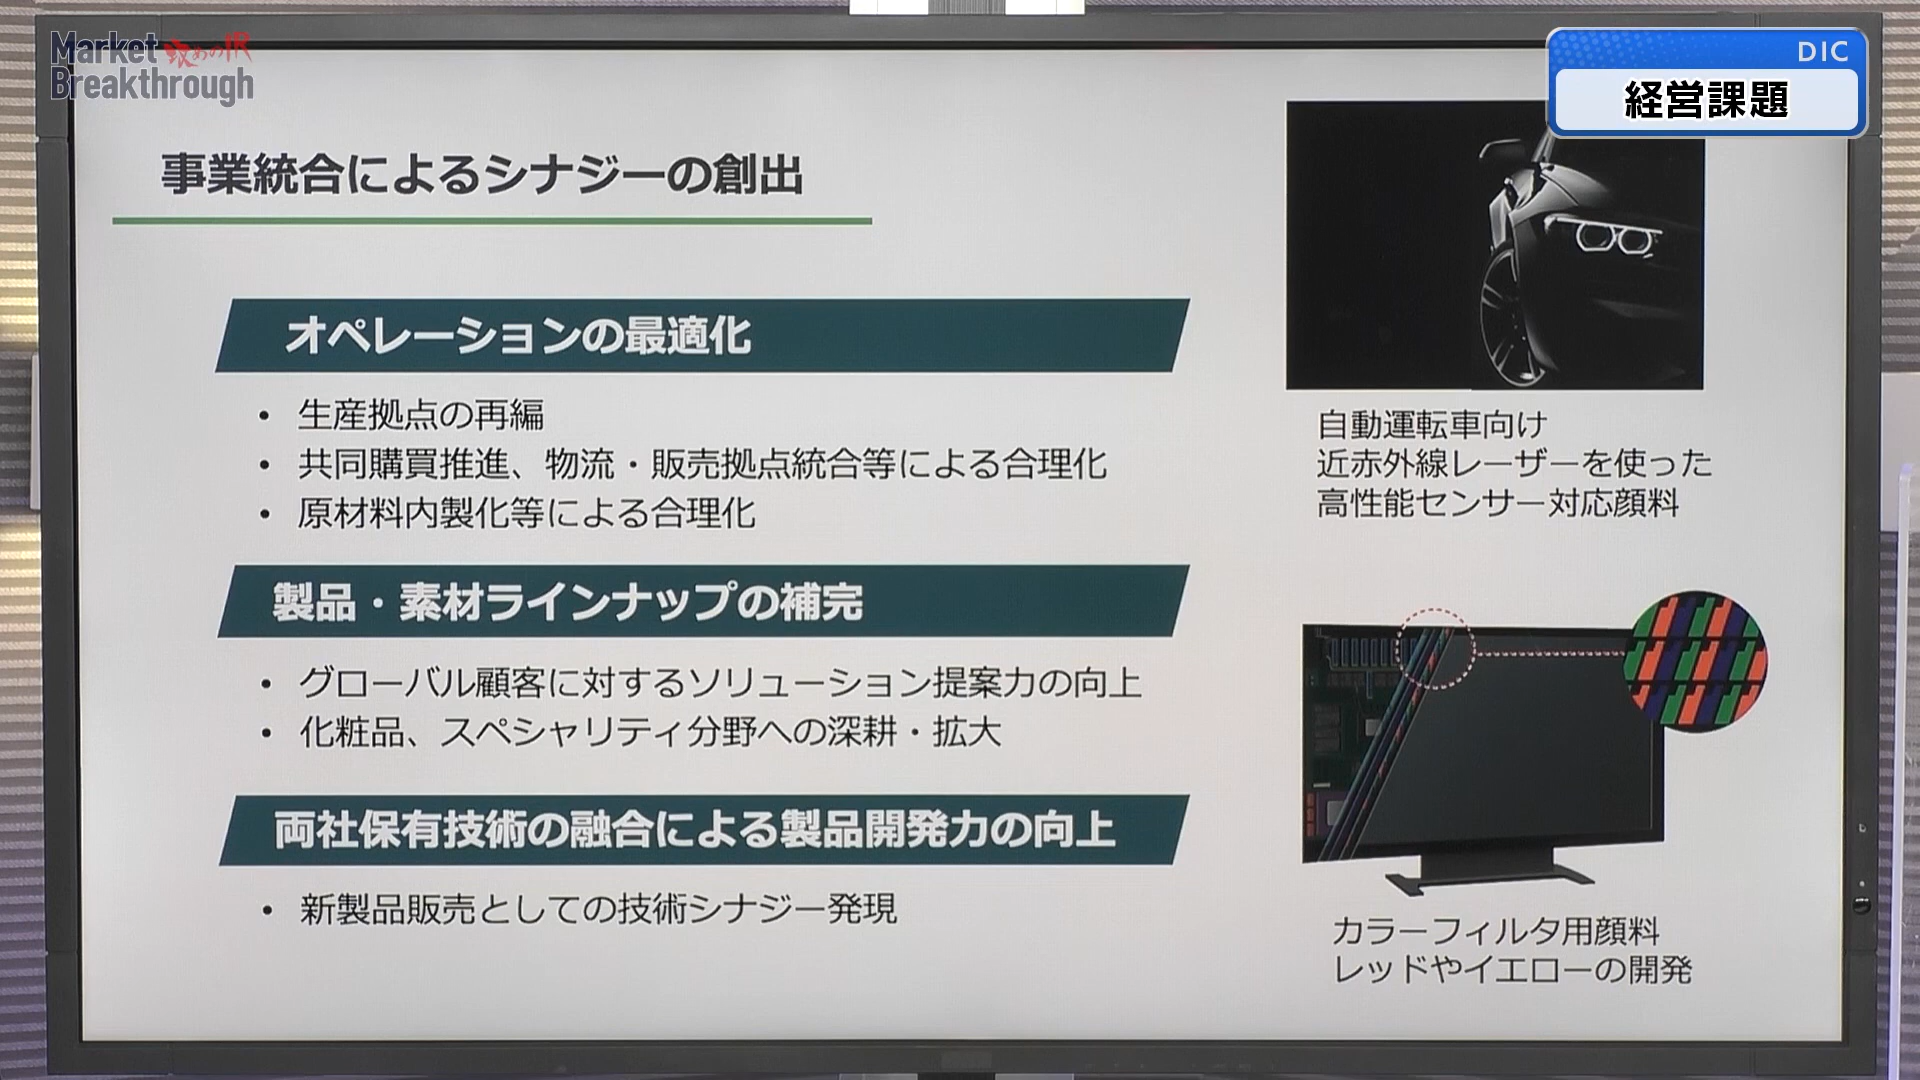 Market 攻めのIR
Breakthrough
DIC
経営課題
事業統合によるシナジーの創出
オペレーションの最適化
• 生産拠点の再編
• 共同購買推進、物流・販売拠点統合等による合理化
• 原材料内製化等による合理化
製品・素材ラインナップの補完
• グローバル顧客に対するソリューション提案力の向上
• 化粧品、スペシャリティ分野への深耕・拡大
両社保有技術の融合による製品開発力の向上
• 新製品販売としての技術シナジー発現
自動運転車向け
近赤外線レーザーを使った
高性能センサー対応顔料
カラーフィルタ用顔料
レッドやイエローの開発